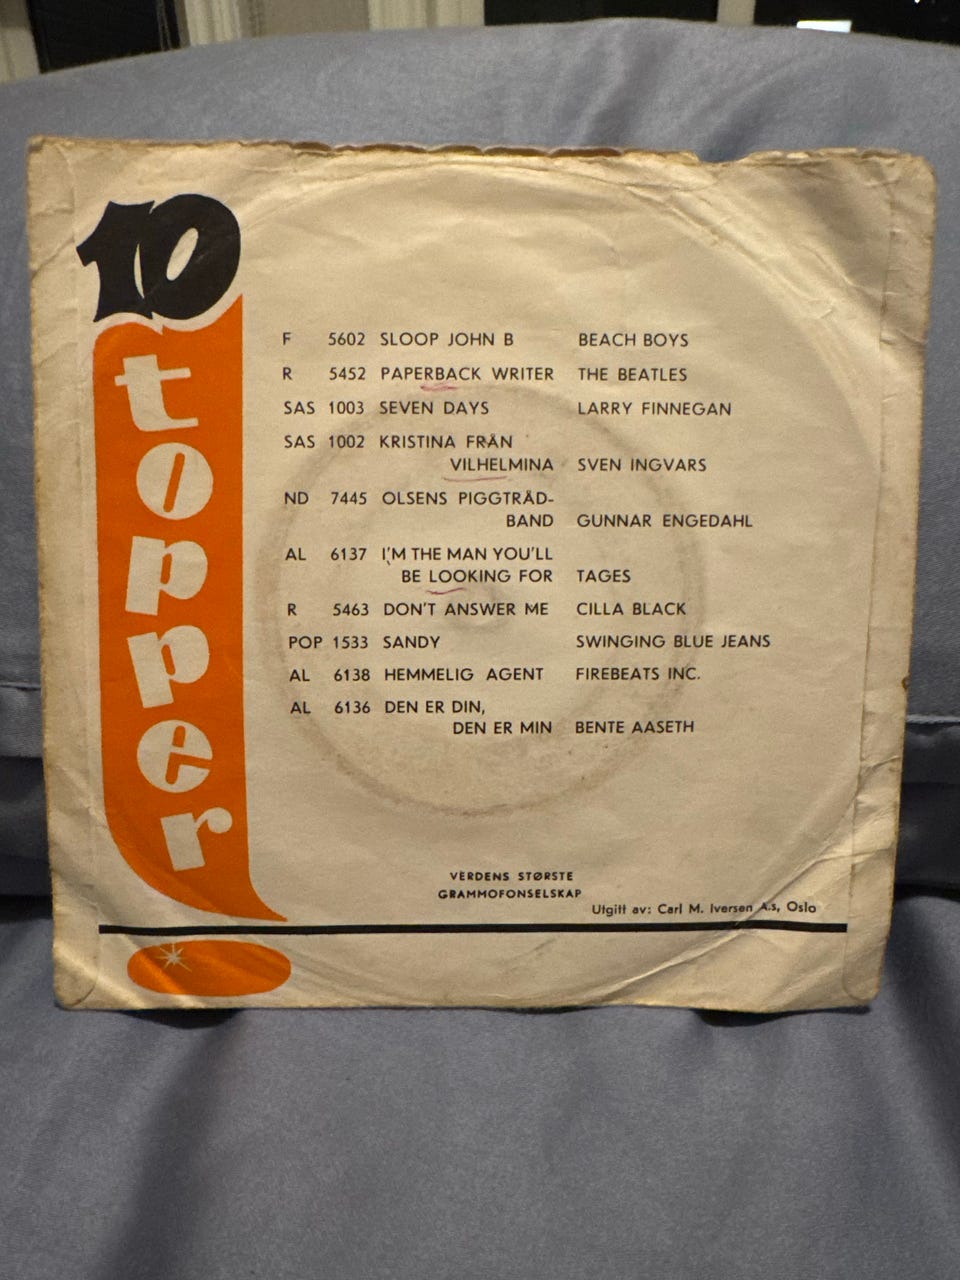 10
topper
F 5602 SLOOP JOHN B BEACH BOYS
R 5452 PAPERBACK WRITER THE BEATLES
SAS 1003 SEVEN DAYS LARRY FINNEGAN
SAS 1002 KRISTINA FRÅN
VILHELMINA SVEN INGVARS
ND 7445 OLSENS PIGGTRÅD-
BAND GUNNAR ENGEDAHL
AL 6137 I'M THE MAN YOU'LL
BE LOOKING FOR TAGES
R 5463 DON'T ANSWER ME CILLA BLACK
POP 1533 SANDY SWINGING BLUE JEANS
AL 6138 HEMMELIG AGENT FIREBEATS INC.
AL 6136 DEN ER DIN,
DEN ER MIN BENTE AASETH
VERDENS STØRSTE
GRAMMOFONSELSKAP
Utgitt av: Carl M. Iversen A.s, Oslo